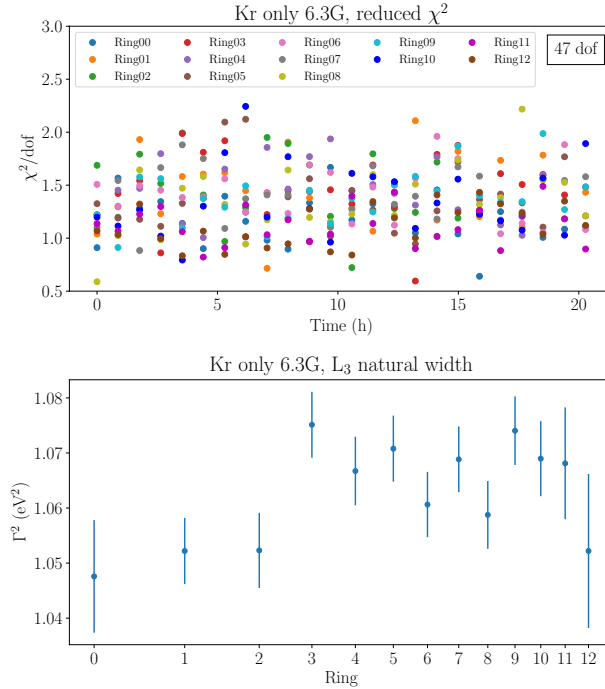 Kr only 6.3G, reduced χ²
3.0
2.5
2.0
1.5
1.0
0.5
χ²/dof
Ring00 Ring03 Ring06 Ring09 Ring11
Ring01 Ring04 Ring07 Ring10 Ring12
Ring02 Ring05 Ring08
47 dof
0 5 10 15 20
Time (h)
Kr only 6.3G, L₃ natural width
1.08
1.07
1.06
1.05
1.04
Γ² (eV²)
0 1 2 3 4 5 6 7 8 9 10 11 12
Ring